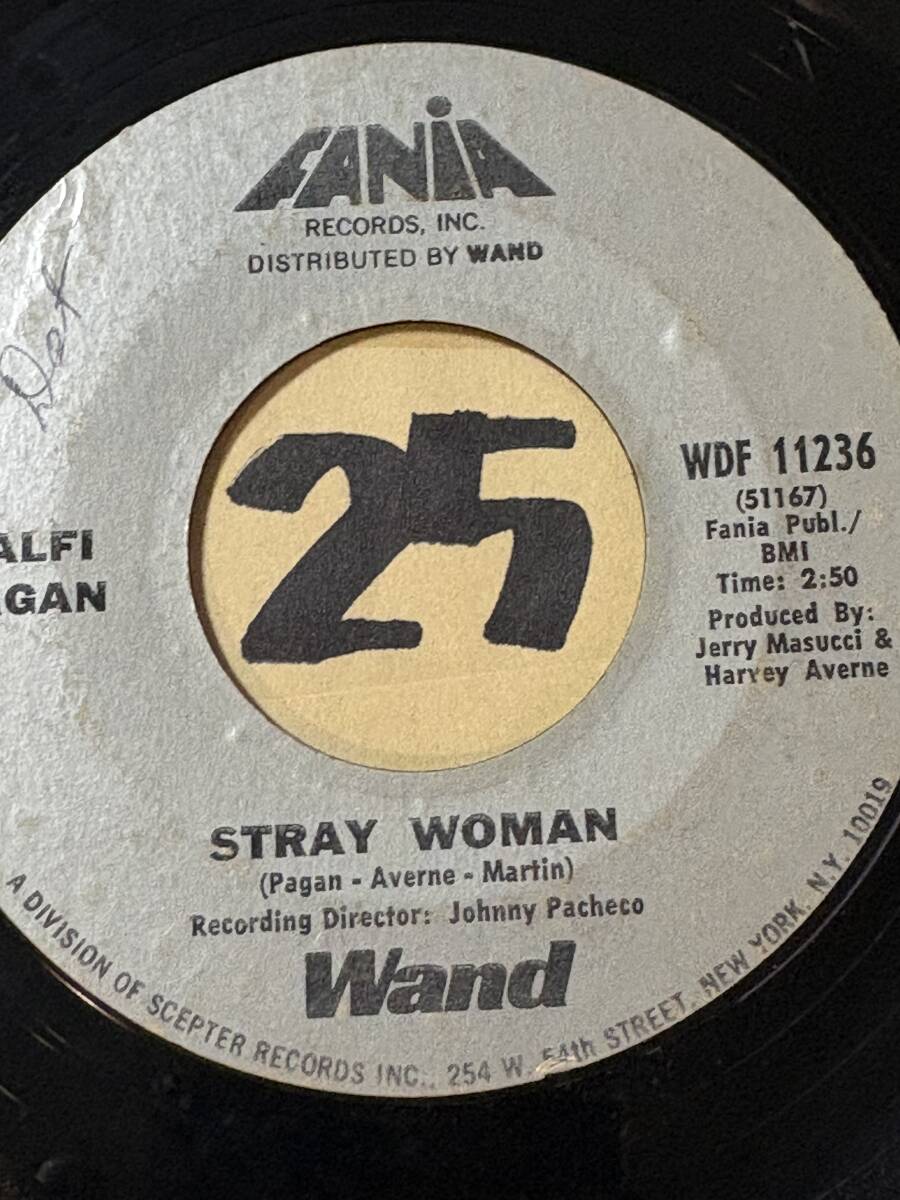 FANIA
RECORDS, INC.
DISTRIBUTED BY WAND
25
ALFI
GAN
WDF 11236
(51167)
Fania Publ./
BMI
Time: 2:50
Produced By:
Jerry Masucci &
Harvey Averne
STRAY WOMAN
(Pagan - Averne - Martin)
Recording Director: Johnny Pacheco
Wand
A DIVISION OF SCEPTER RECORDS INC., 254 W. 54th STREET, NEW YORK, N.Y. 10019